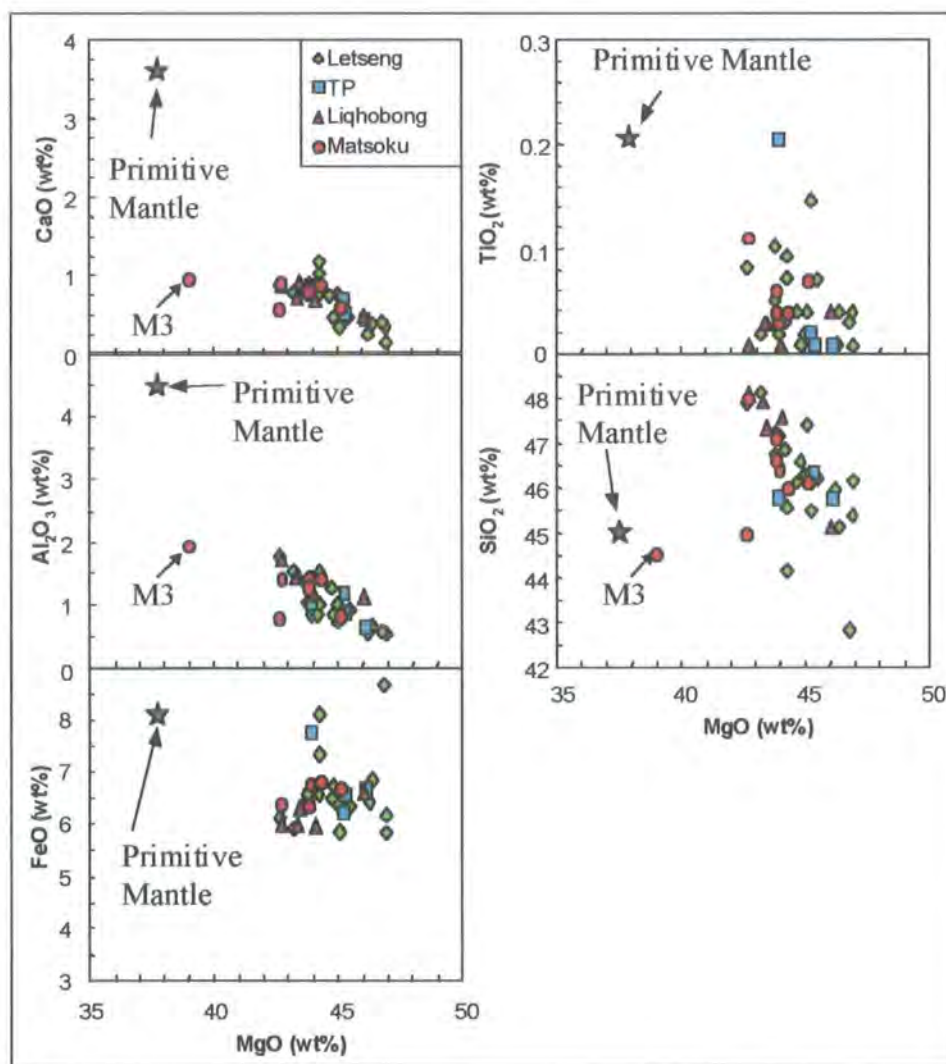 4
3
2
1
0
CaO (wt%)
Primitive
Mantle
M3
Letseng
TP
Liqhobong
Matsoku
0.3
0.2
0.1
0
TiO2 (wt%)
Primitive Mantle
4
3
2
1
0
Al2O3 (wt%)
Primitive
Mantle
M3
48
47
46
45
44
43
42
SiO2 (wt%)
Primitive
Mantle
M3
35
40
45
50
MgO (wt%)
8
7
6
5
4
3
FeO (wt%)
Primitive
Mantle
35
40
45
50
MgO (wt%)